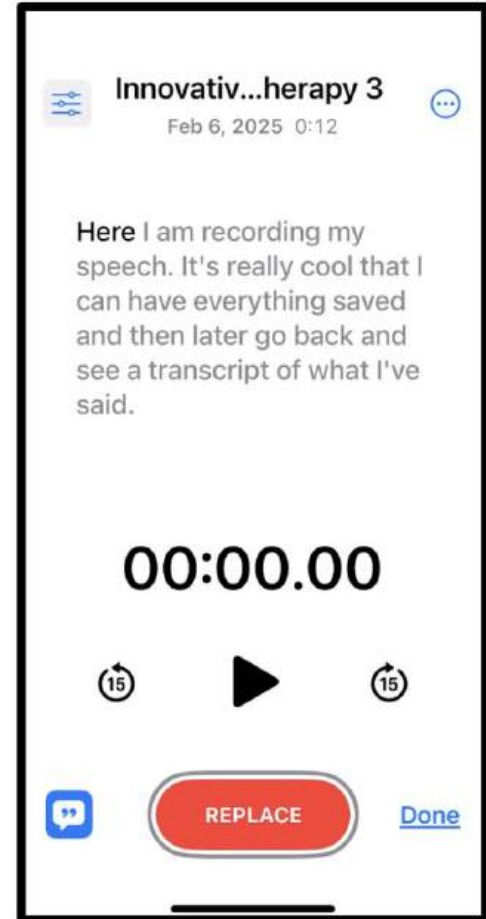 Innovativ...herapy 3
Feb 6, 2025 0:12
Here I am recording my
speech. It's really cool that I
can have everything saved
and then later go back and
see a transcript of what I've
said.
00:00.00
15 15
REPLACE
Done